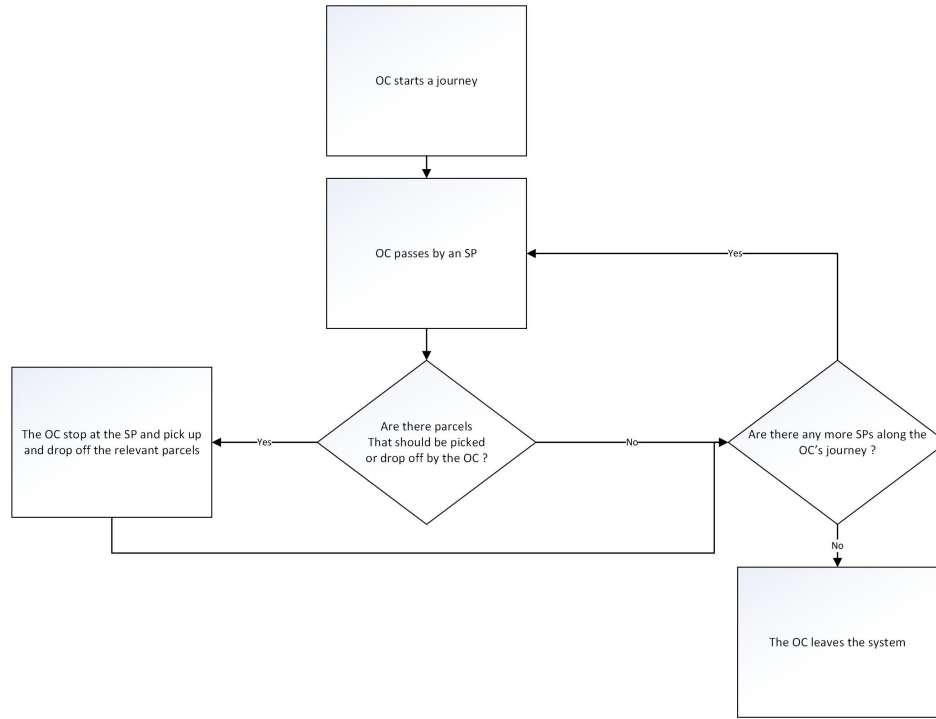 OC starts a journey
OC passes by an SP
Yes
Are there parcels
That should be picked
or drop off by the OC ?
Yes
No
The OC stop at the SP and pick up
and drop off the relevant parcels
Are there any more SPs along the
OC's journey ?
No
The OC leaves the system